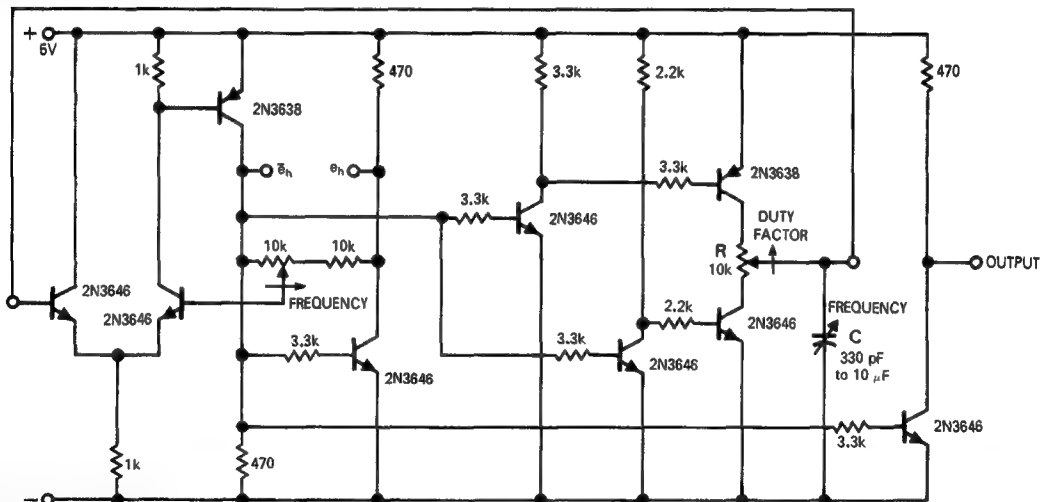 +
6V
1k
470
3.3k
2.2k
470
2N3638
ēh
eh
3.3k
2N3638
3.3k
2N3646
DUTY
FACTOR
R
10k
10k
10k
OUTPUT
2N3646
2N3646
FREQUENCY
2.2k
2N3646
FREQUENCY
C
330 pF
to 10 μF
3.3k
2N3646
3.3k
2N3646
3.3k
2N3646
1k
470
−